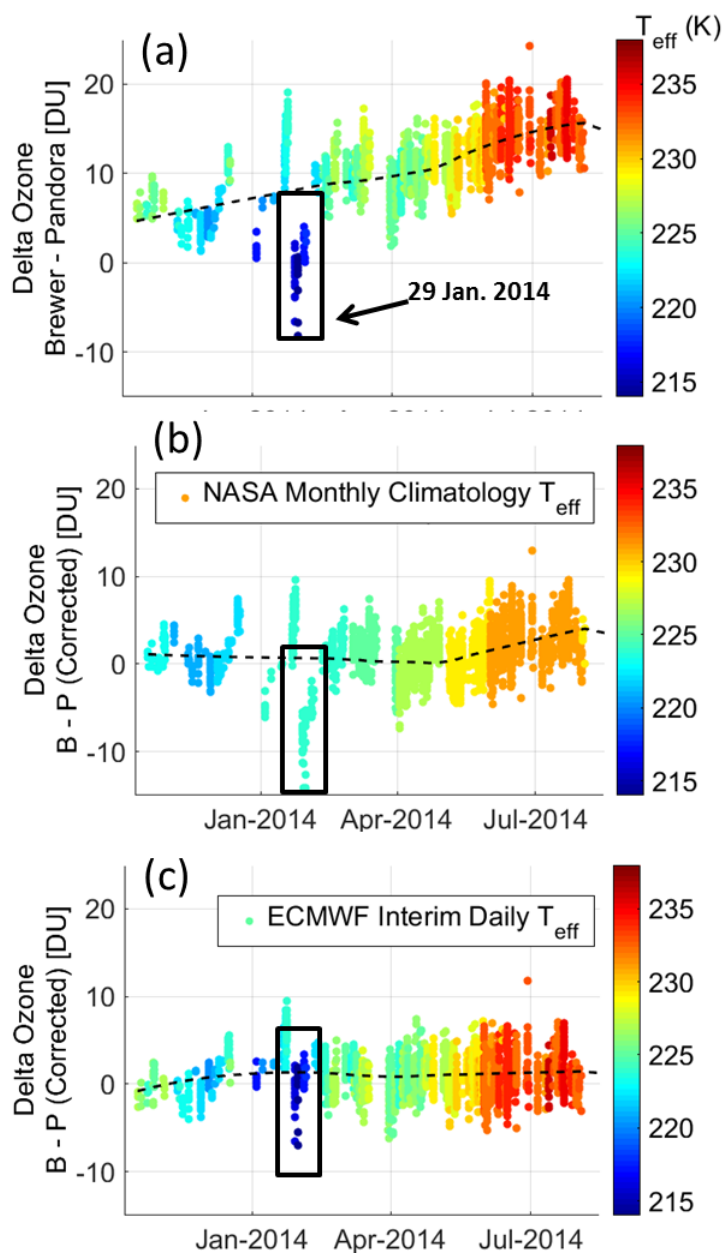 T_eff (K)
(a)
20
10
0
-10
Delta Ozone
Brewer - Pandora [DU]
29 Jan. 2014
235
230
225
220
215
(b)
NASA Monthly Climatology T_eff
20
10
0
-10
Delta Ozone
B - P (Corrected) [DU]
Jan-2014 Apr-2014 Jul-2014
235
230
225
220
215
(c)
ECMWF Interim Daily T_eff
20
10
0
-10
Delta Ozone
B - P (Corrected) [DU]
Jan-2014 Apr-2014 Jul-2014
235
230
225
220
215